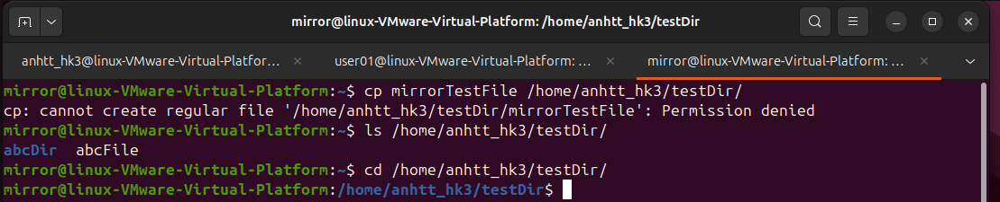 mirror@linux-VMware-Virtual-Platform: /home/anhtt_hk3/testDir
anhtt_hk3@linux-VMware-Virtual-Platfor...
user01@linux-VMware-Virtual-Platform: ...
mirror@linux-VMware-Virtual-Platform: ...
mirror@linux-VMware-Virtual-Platform:~$ cp mirrorTestFile /home/anhtt_hk3/testDir/
cp: cannot create regular file '/home/anhtt_hk3/testDir/mirrorTestFile': Permission denied
mirror@linux-VMware-Virtual-Platform:~$ ls /home/anhtt_hk3/testDir/
abcDir  abcFile
mirror@linux-VMware-Virtual-Platform:~$ cd /home/anhtt_hk3/testDir/
mirror@linux-VMware-Virtual-Platform:/home/anhtt_hk3/testDir$